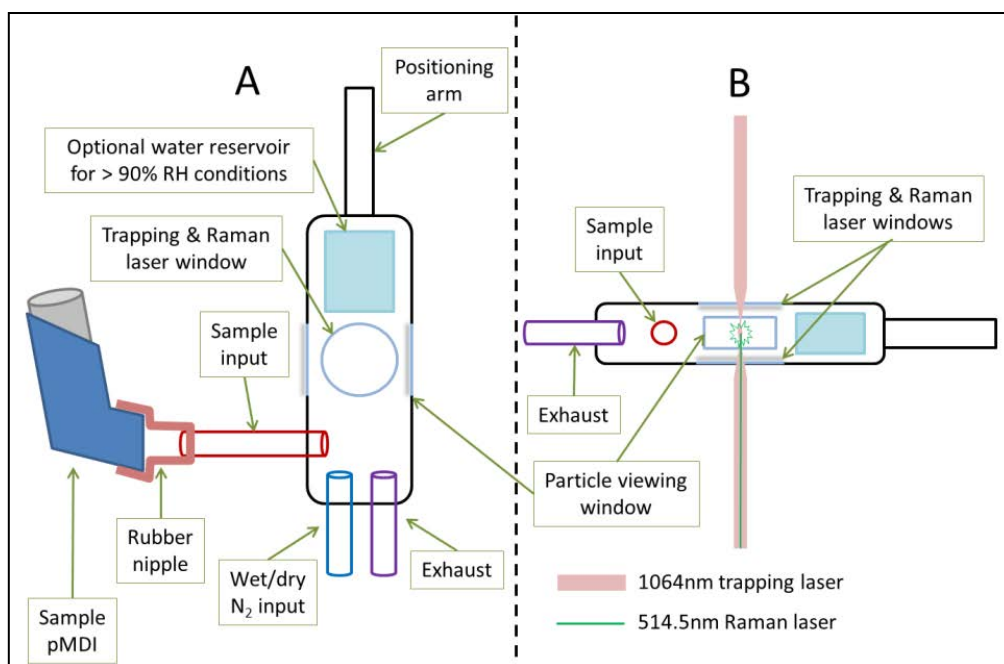 A
Positioning
arm
Optional water reservoir
for > 90% RH conditions
Trapping & Raman
laser window
Sample
input
Rubber
nipple
Sample
pMDI
Wet/dry
N₂ input
Exhaust
B
Trapping & Raman
laser windows
Sample
input
Exhaust
Particle viewing
window
1064nm trapping laser
514.5nm Raman laser